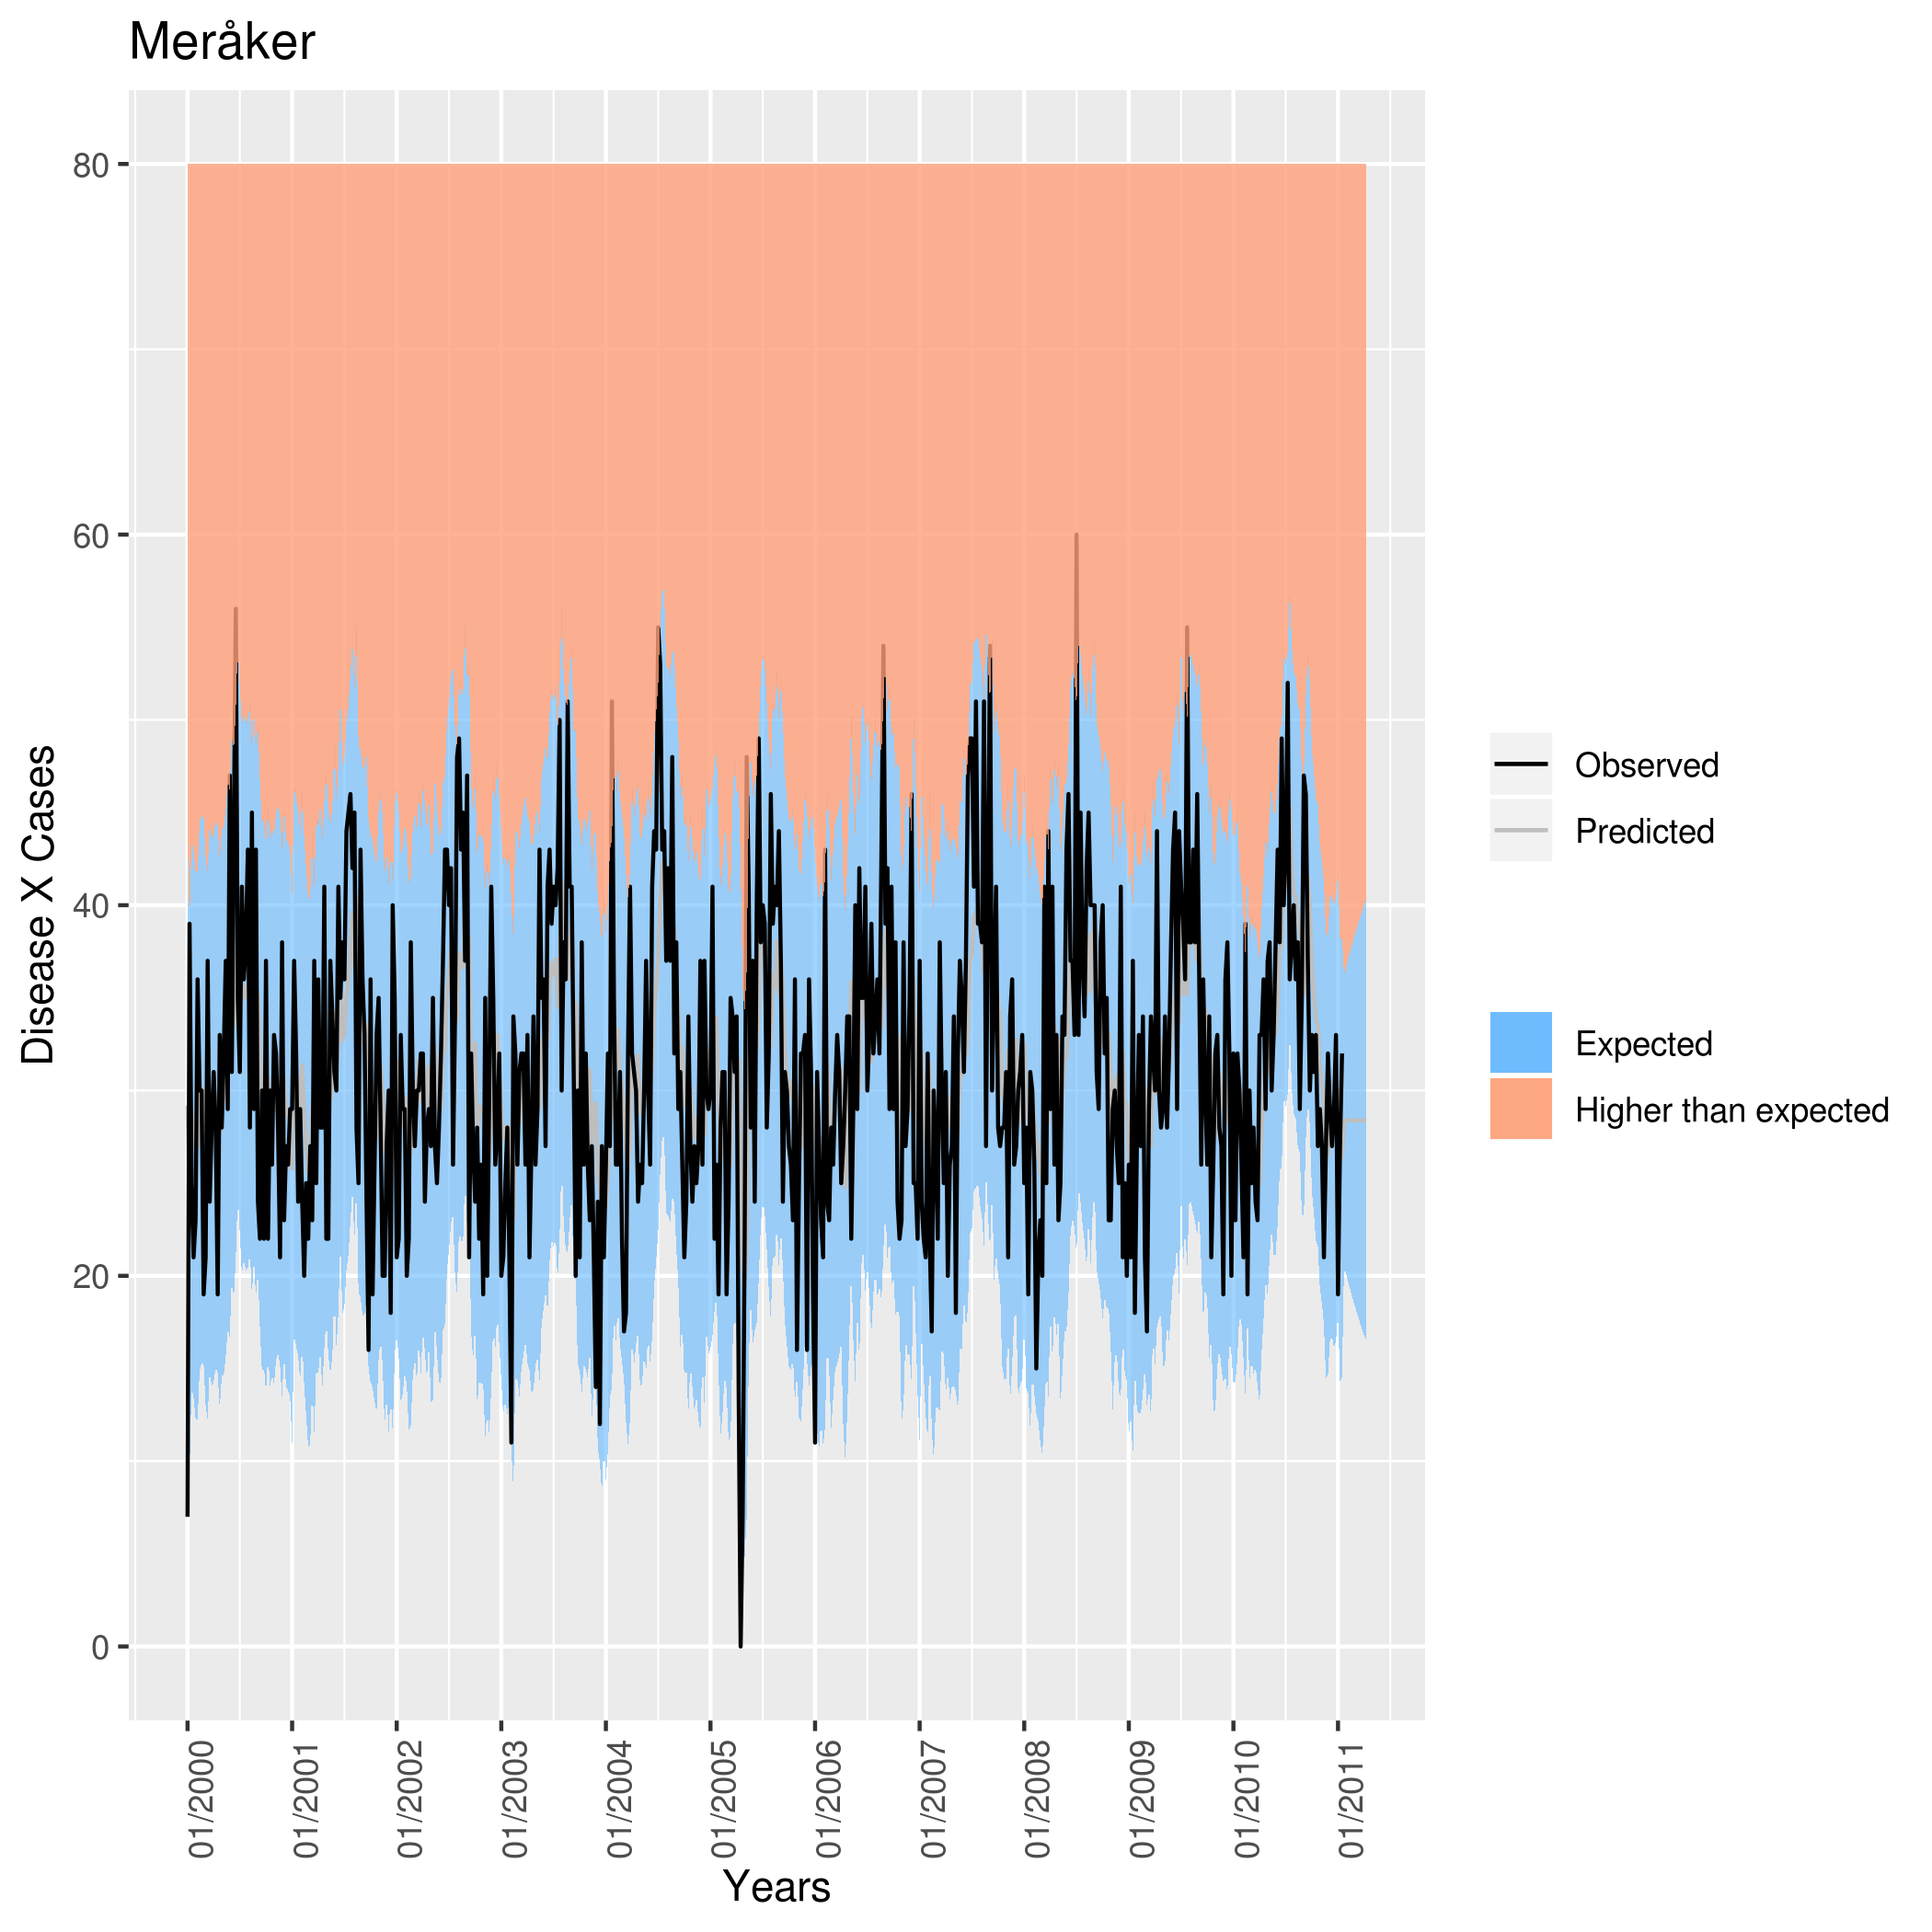 Meråker
80
60
40
20
0
Disease X Cases
01/2000
01/2001
01/2002
01/2003
01/2004
01/2005
01/2006
01/2007
01/2008
01/2009
01/2010
01/2011
Years
Observed
Predicted
Expected
Higher than expected